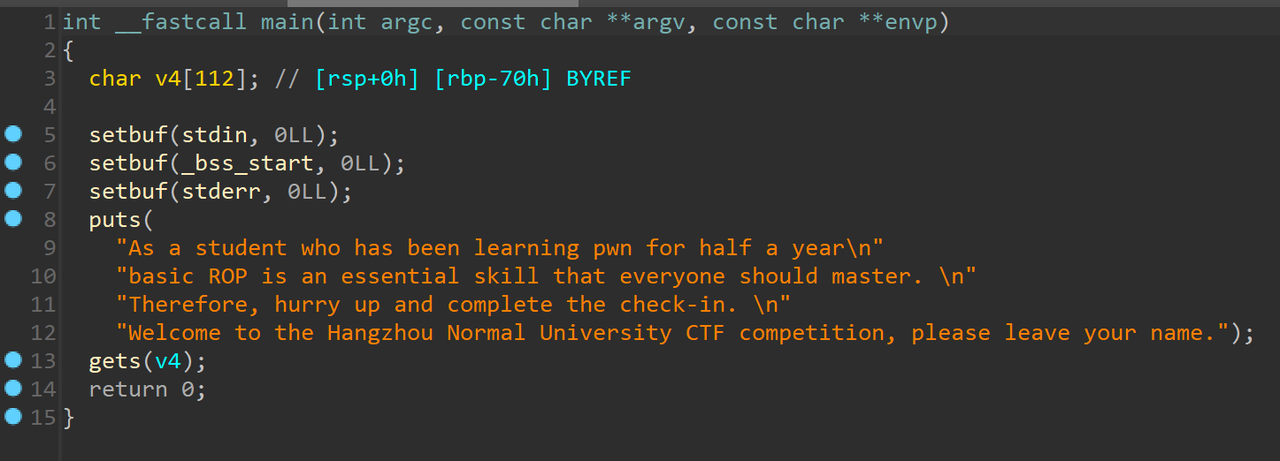 1 int __fastcall main(int argc, const char **argv, const char **envp)
2 {
3   char v4[112]; // [rsp+0h] [rbp-70h] BYREF
4
5   setbuf(stdin, 0LL);
6   setbuf(_bss_start, 0LL);
7   setbuf(stderr, 0LL);
8   puts(
9     "As a student who has been learning pwn for half a year\n"
10     "basic ROP is an essential skill that everyone should master. \n"
11     "Therefore, hurry up and complete the check-in. \n"
12     "Welcome to the Hangzhou Normal University CTF competition, please leave your name.");
13   gets(v4);
14   return 0;
15 }